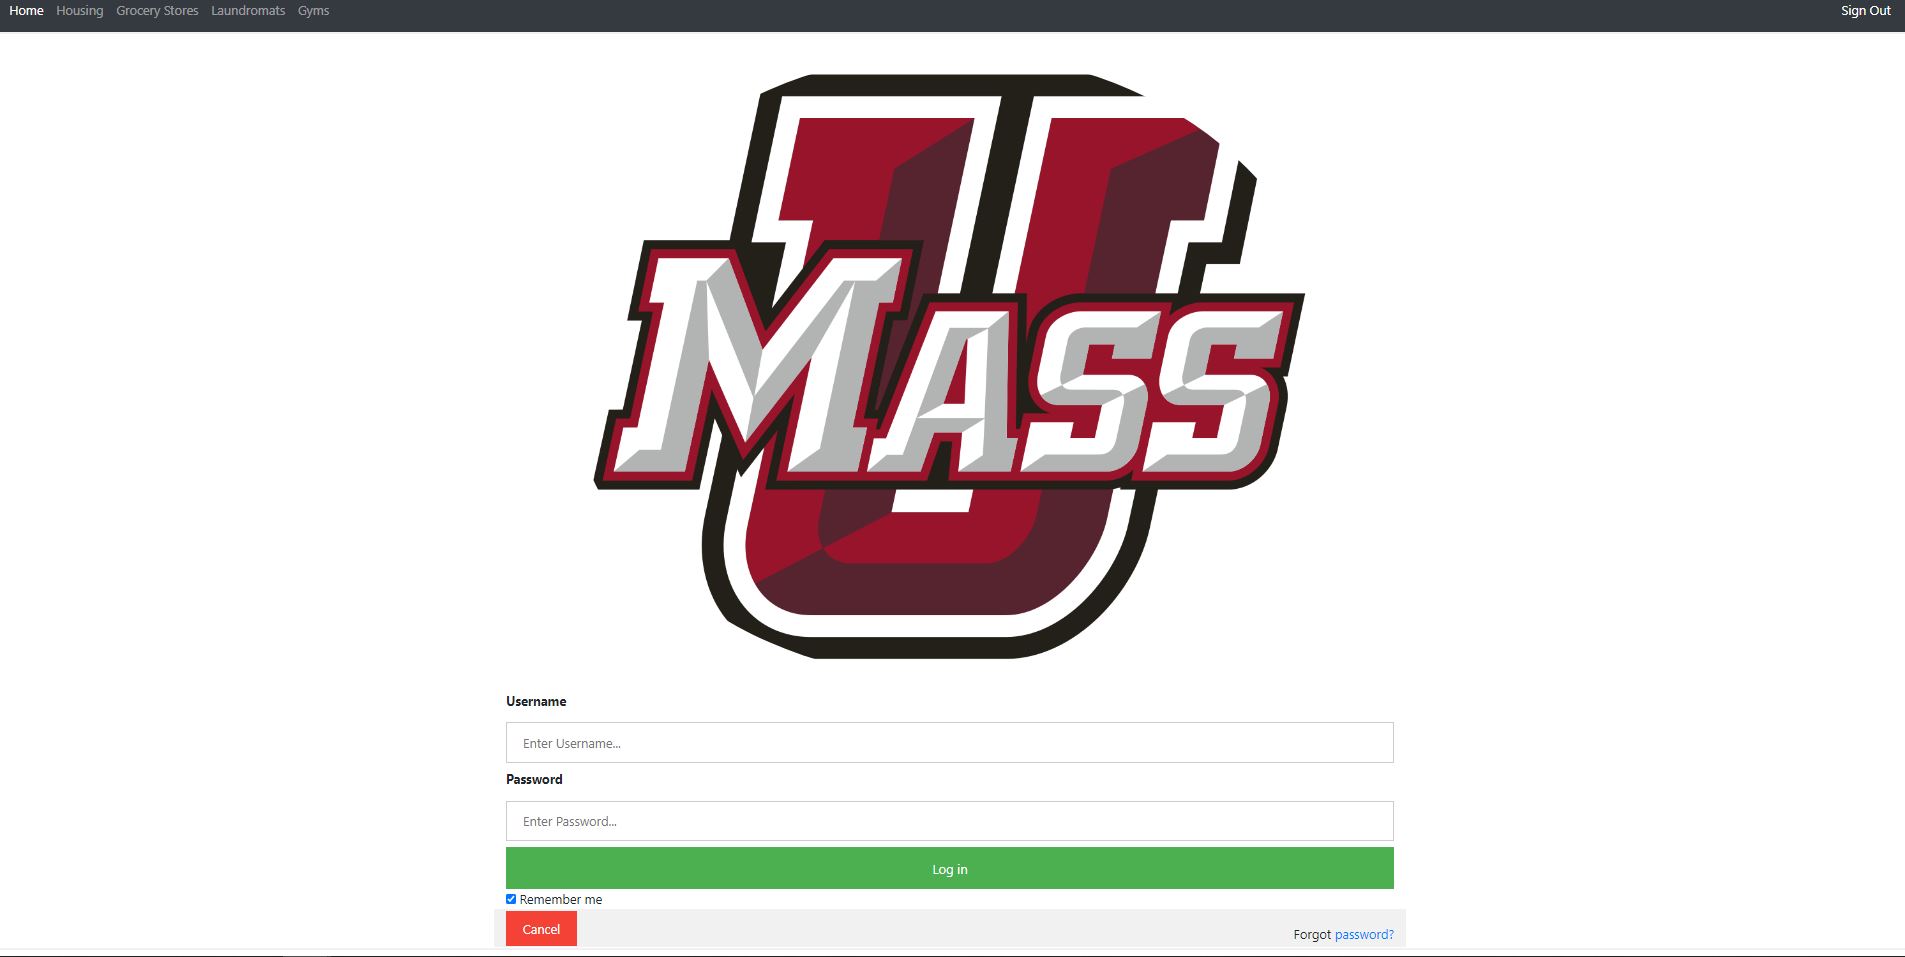 Home Housing Grocery Stores Laundromats Gyms Sign Out
U
MASS
Username
Enter Username...
Password
Enter Password...
Log in
Remember me
Cancel Forgot password?